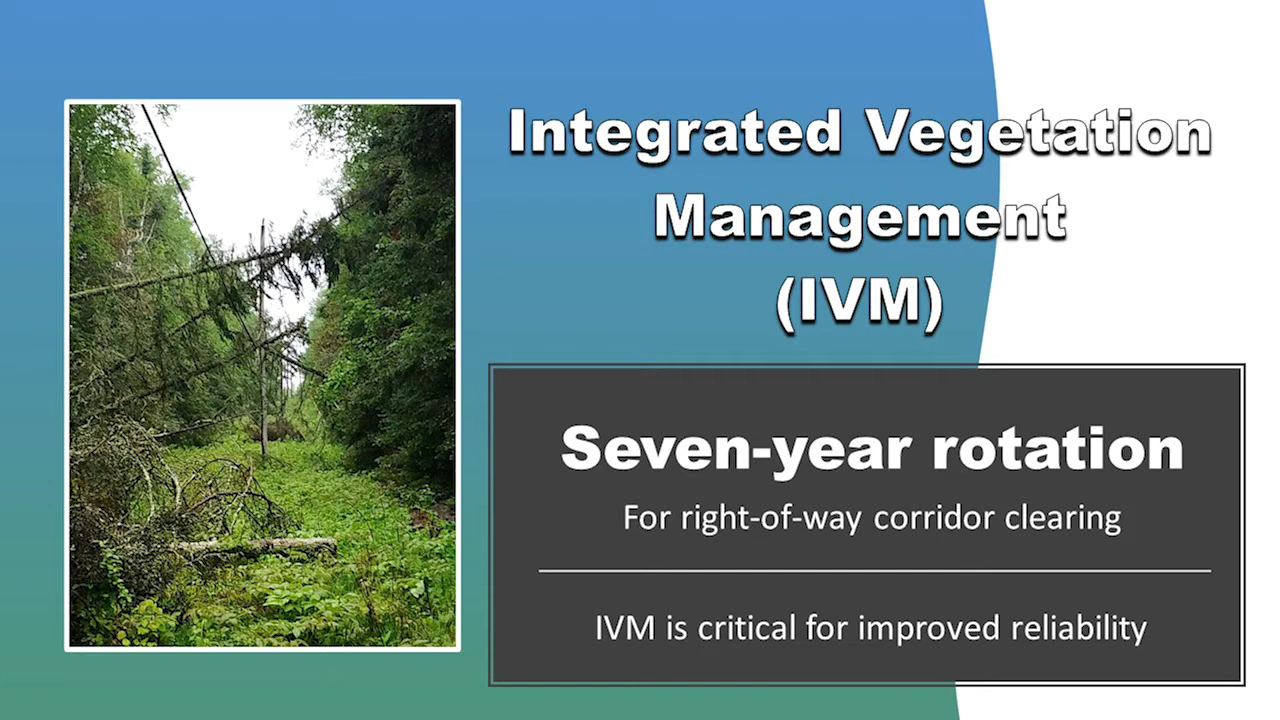 Integrated Vegetation
Management
(IVM)
Seven-year rotation
For right-of-way corridor clearing
IVM is critical for improved reliability